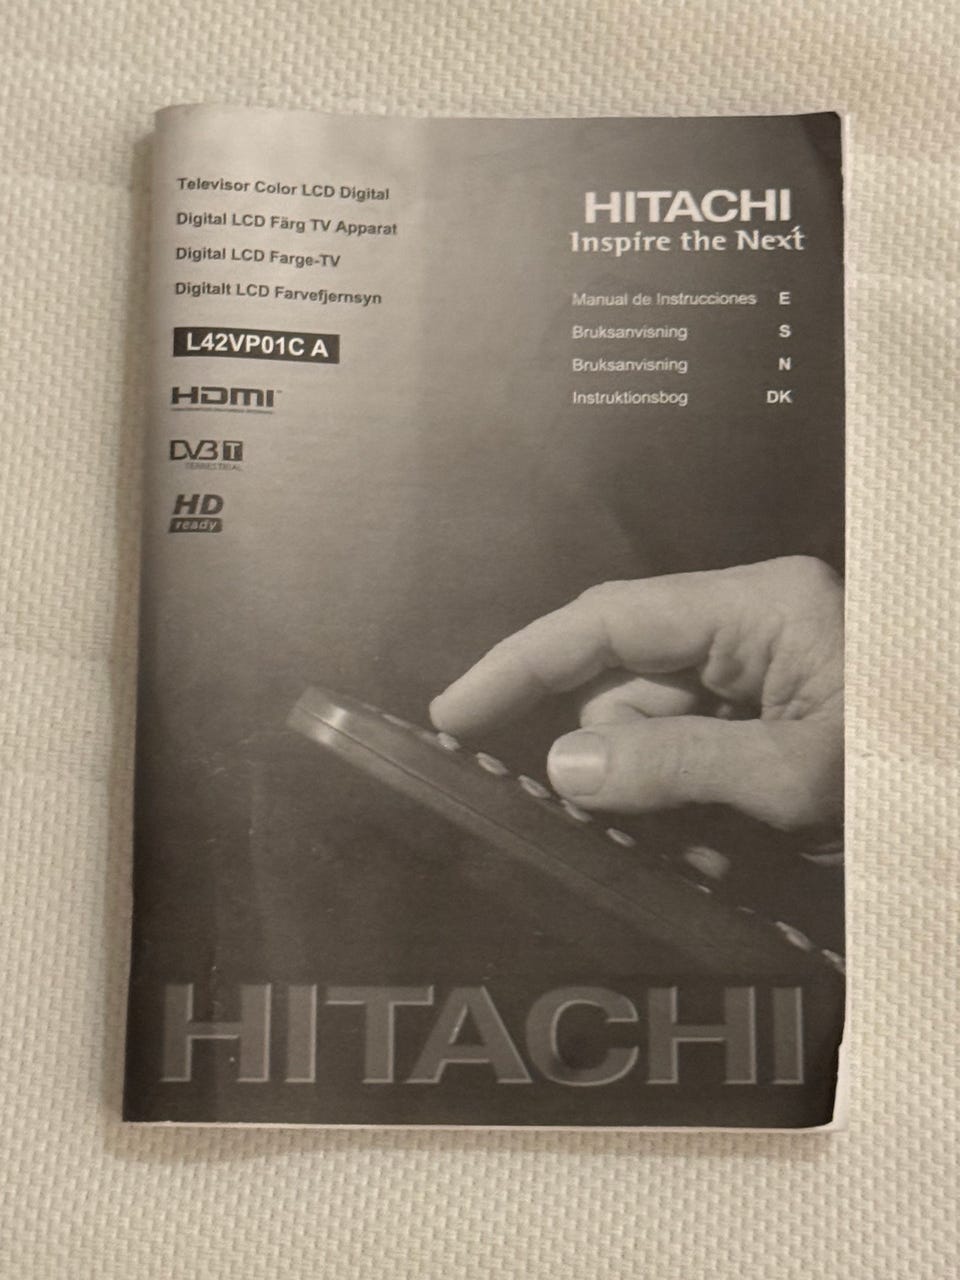 Televisor Color LCD Digital
Digital LCD Färg TV Apparat
Digital LCD Farge-TV
Digitalt LCD Farvefjernsyn
L42VP01C A
HDMI
DVB T
TERRESTRIAL
HD
ready
HITACHI
Inspire the Next
Manual de Instrucciones E
Bruksanvisning S
Bruksanvisning N
Instruktionsbog DK
HITACHI